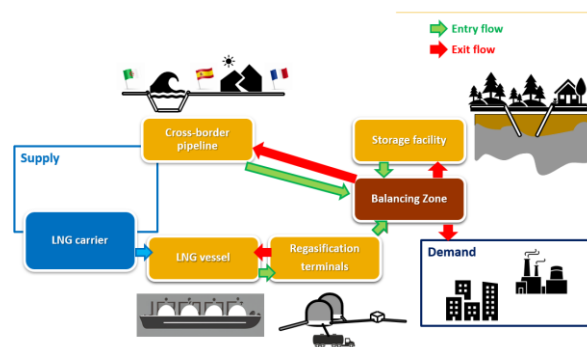 Entry flow
Exit flow
Cross-border
pipeline
Storage facility
Supply
Balancing Zone
LNG carrier
LNG vessel
Regasification
terminals
Demand